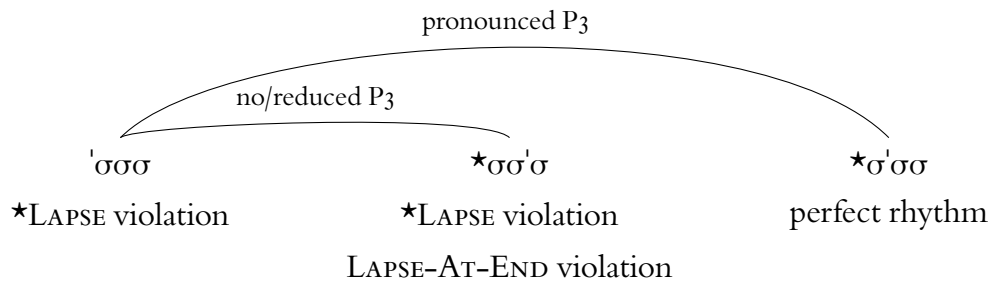 pronounced P3
no/reduced P3
ˈσσσ ★σσˈσ ★σˈσσ
★LAPSE violation ★LAPSE violation perfect rhythm
LAPSE-AT-END violation